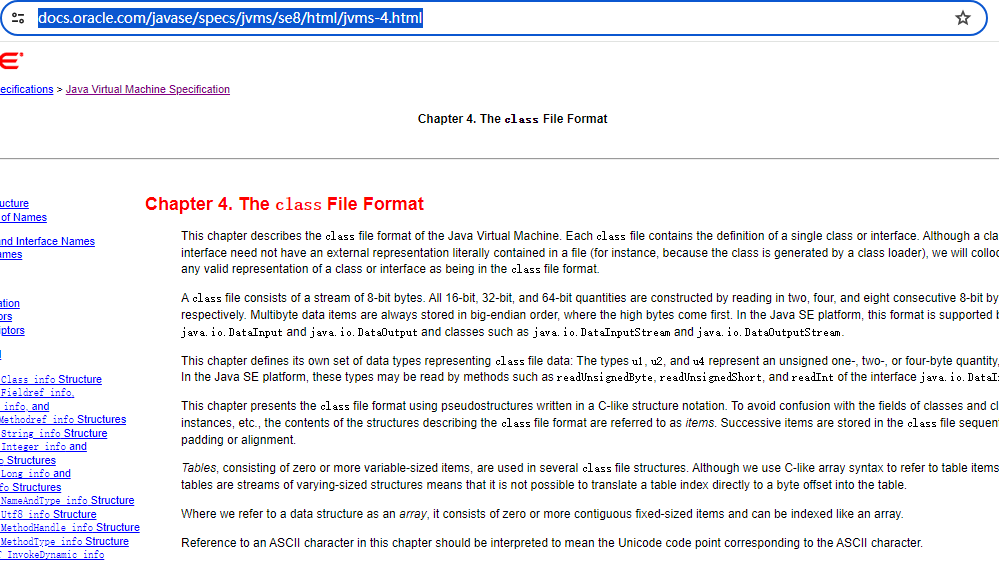 docs.oracle.com/javase/specs/jvms/se8/html/jvms-4.html
ecifications > Java Virtual Machine Specification
Chapter 4. The class File Format
ucture
of Names
nd Interface Names
ames
ation
ors
iptors
Class_info Structure
Fieldref_info,
_info, and
Methodref_info Structures
String_info Structure
Integer_info and
o Structures
Long_info and
nfo Structures
NameAndType_info Structure
Utf8_info Structure
MethodHandle_info Structure
MethodType_info Structure
InvokeDynamic_info
Chapter 4. The class File Format
This chapter describes the class file format of the Java Virtual Machine. Each class file contains the definition of a single class or interface. Although a cla
interface need not have an external representation literally contained in a file (for instance, because the class is generated by a class loader), we will colloq
any valid representation of a class or interface as being in the class file format.
A class file consists of a stream of 8-bit bytes. All 16-bit, 32-bit, and 64-bit quantities are constructed by reading in two, four, and eight consecutive 8-bit by
respectively. Multibyte data items are always stored in big-endian order, where the high bytes come first. In the Java SE platform, this format is supported b
java.io.DataInput and java.io.DataOutput and classes such as java.io.DataInputStream and java.io.DataOutputStream.
This chapter defines its own set of data types representing class file data: The types u1, u2, and u4 represent an unsigned one-, two-, or four-byte quantity,
In the Java SE platform, these types may be read by methods such as readUnsignedByte, readUnsignedShort, and readInt of the interface java.io.DataI
This chapter presents the class file format using pseudostructures written in a C-like structure notation. To avoid confusion with the fields of classes and cl
instances, etc., the contents of the structures describing the class file format are referred to as items. Successive items are stored in the class file sequen
padding or alignment.
Tables, consisting of zero or more variable-sized items, are used in several class file structures. Although we use C-like array syntax to refer to table items
tables are streams of varying-sized structures means that it is not possible to translate a table index directly to a byte offset into the table.
Where we refer to a data structure as an array, it consists of zero or more contiguous fixed-sized items and can be indexed like an array.
Reference to an ASCII character in this chapter should be interpreted to mean the Unicode code point corresponding to the ASCII character.